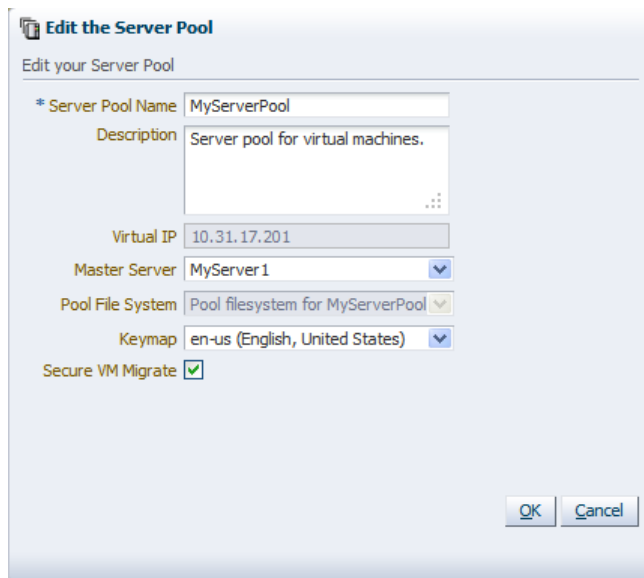 Edit the Server Pool
Edit your Server Pool
* Server Pool Name MyServerPool
Description Server pool for virtual machines.
Virtual IP 10.31.17.201
Master Server MyServer1
Pool File System Pool filesystem for MyServerPool
Keymap en-us (English, United States)
Secure VM Migrate
OK Cancel